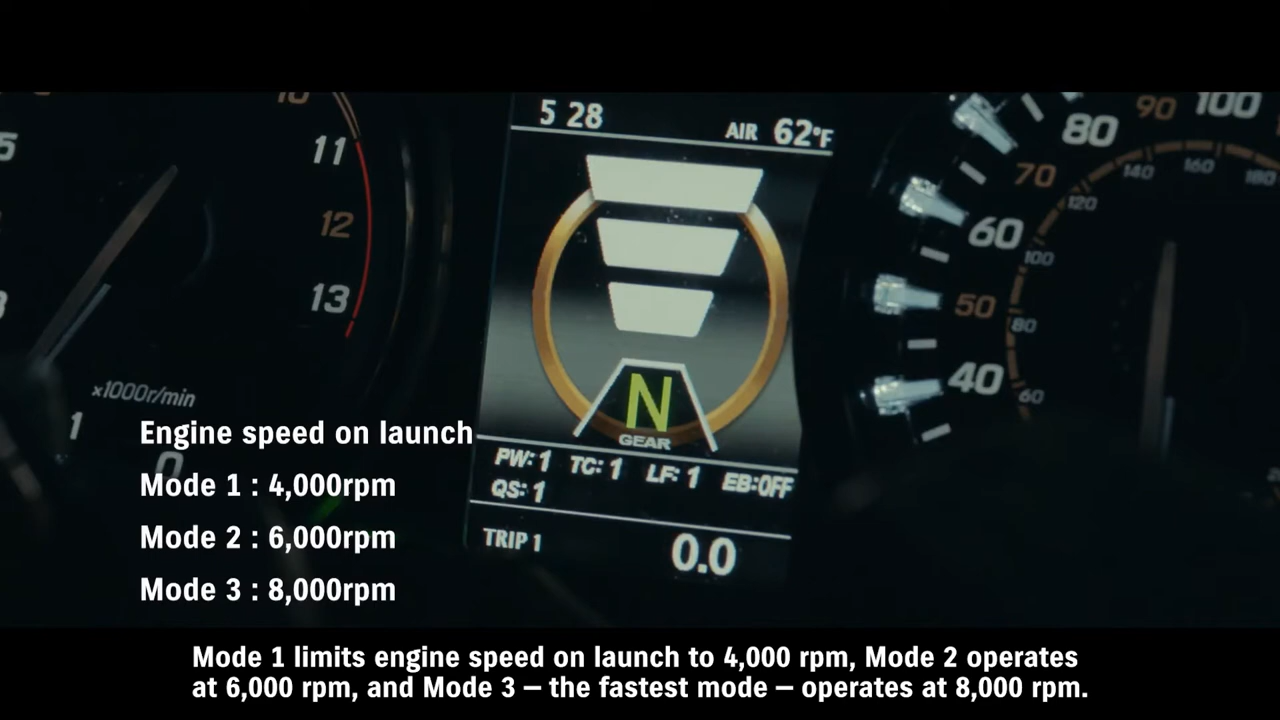 5 28
AIR 62°F
10
11
12
13
×1000r/min
1
0
N
GEAR
PW: 1 TC: 1 LF: 1 EB:OFF
QS: 1
TRIP 1
0.0
100
90
80
70
60
50
40
180
160
140
120
100
80
60
Engine speed on launch
Mode 1 : 4,000rpm
Mode 2 : 6,000rpm
Mode 3 : 8,000rpm
Mode 1 limits engine speed on launch to 4,000 rpm, Mode 2 operates
at 6,000 rpm, and Mode 3 – the fastest mode – operates at 8,000 rpm.